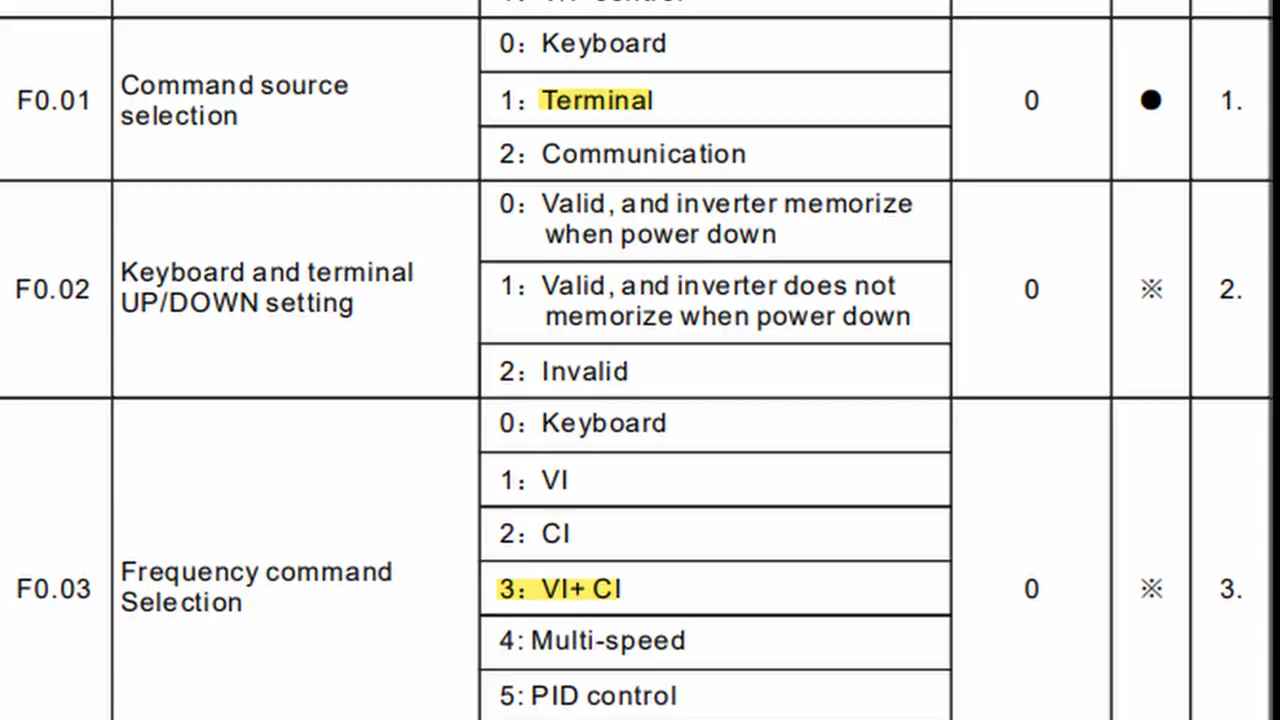 0: Keyboard
F0.01 Command source selection 0 ● 1.
1: Terminal
2: Communication
0: Valid, and inverter memorize
when power down
F0.02 Keyboard and terminal UP/DOWN setting 0 ※ 2.
1: Valid, and inverter does not
memorize when power down
2: Invalid
0: Keyboard
1: VI
2: CI
F0.03 Frequency command Selection 0 ※ 3.
3: VI+ CI
4: Multi-speed
5: PID control